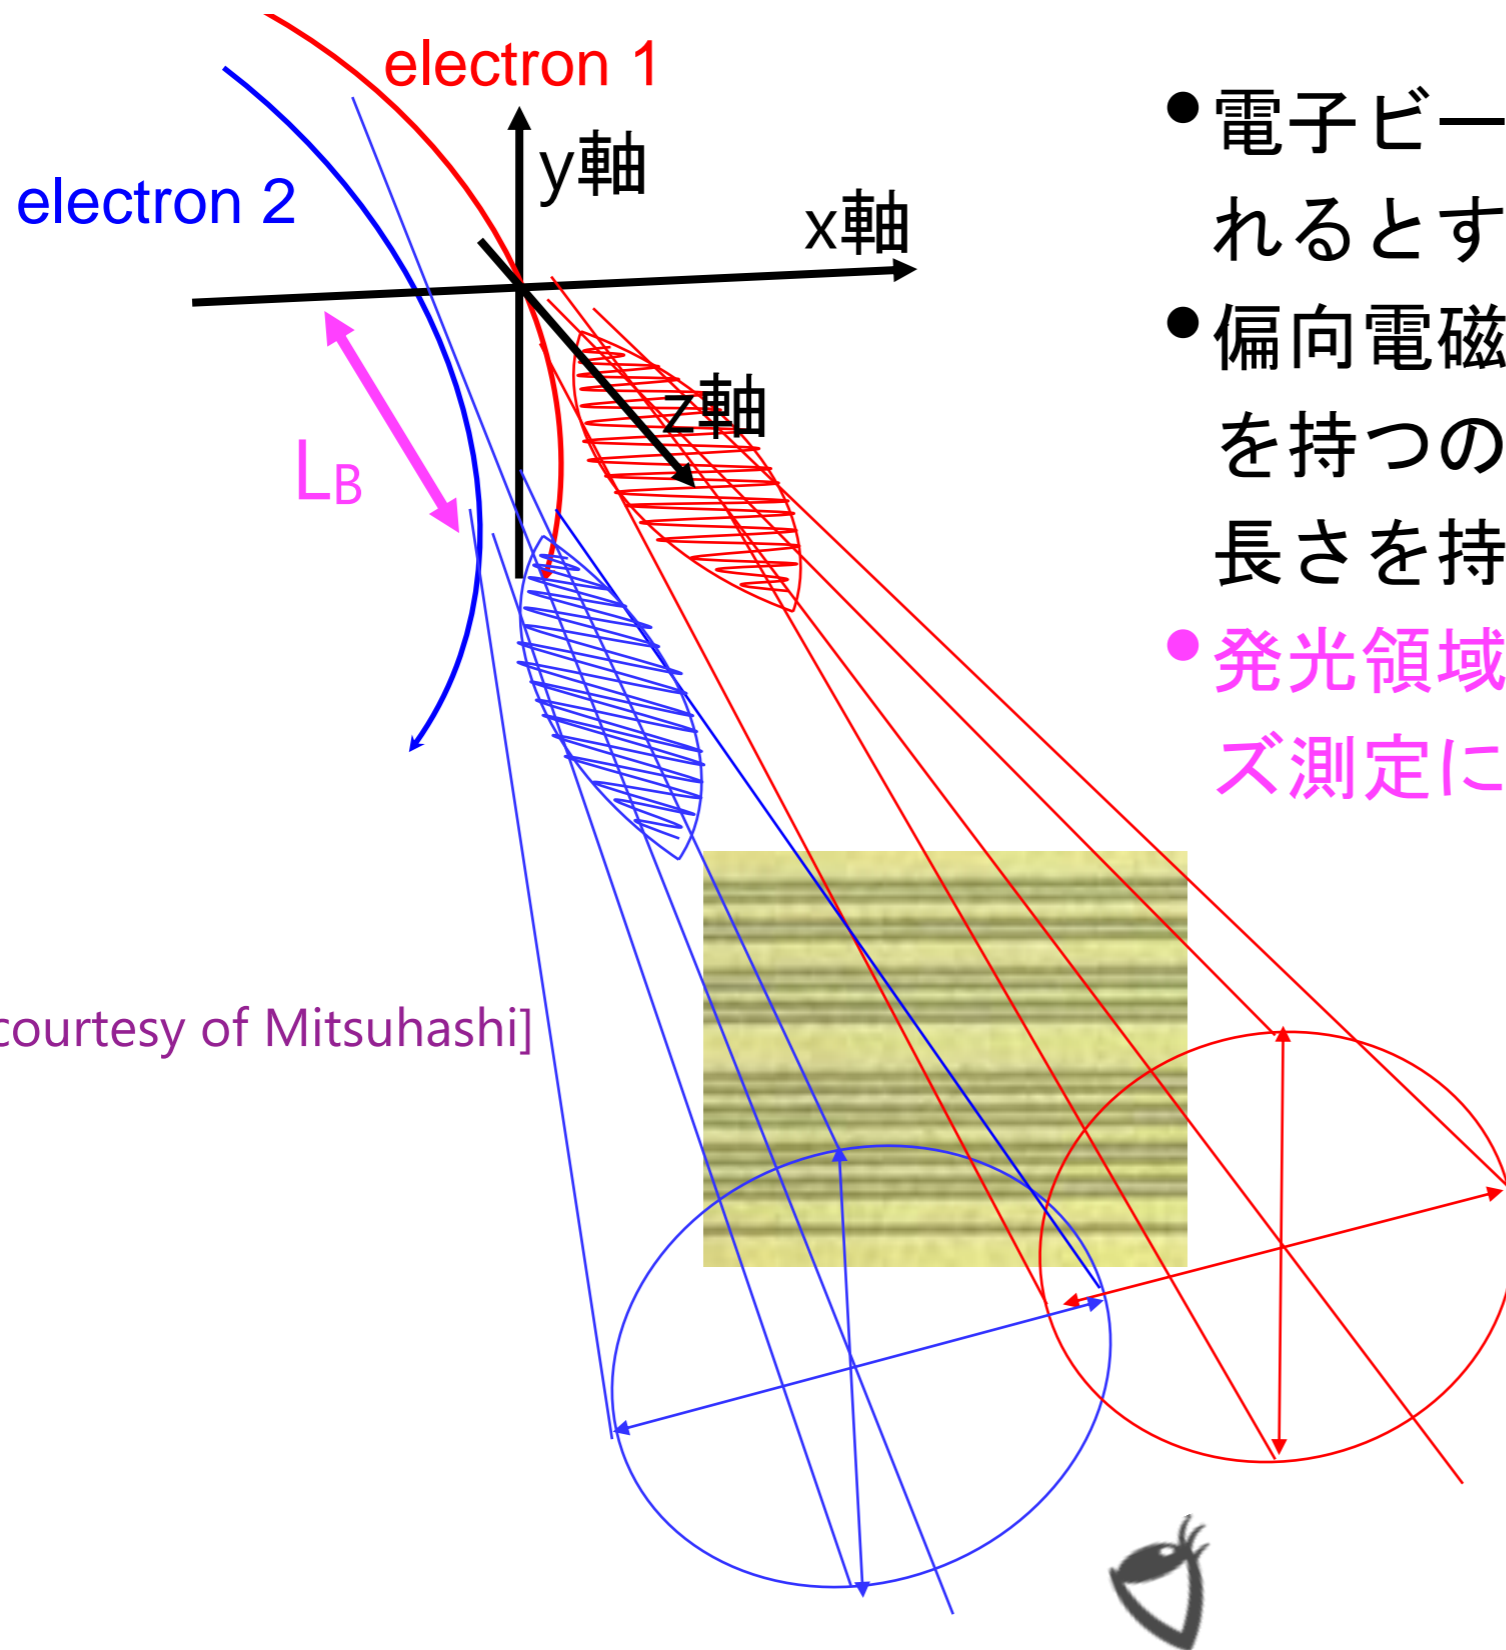 electron 1
y軸
electron 2
x軸
z軸
LB
courtesy of Mitsuhashi]
●電子ビー
れるとす
●偏向電磁
を持つの
長さを持
●発光領域
ズ測定に